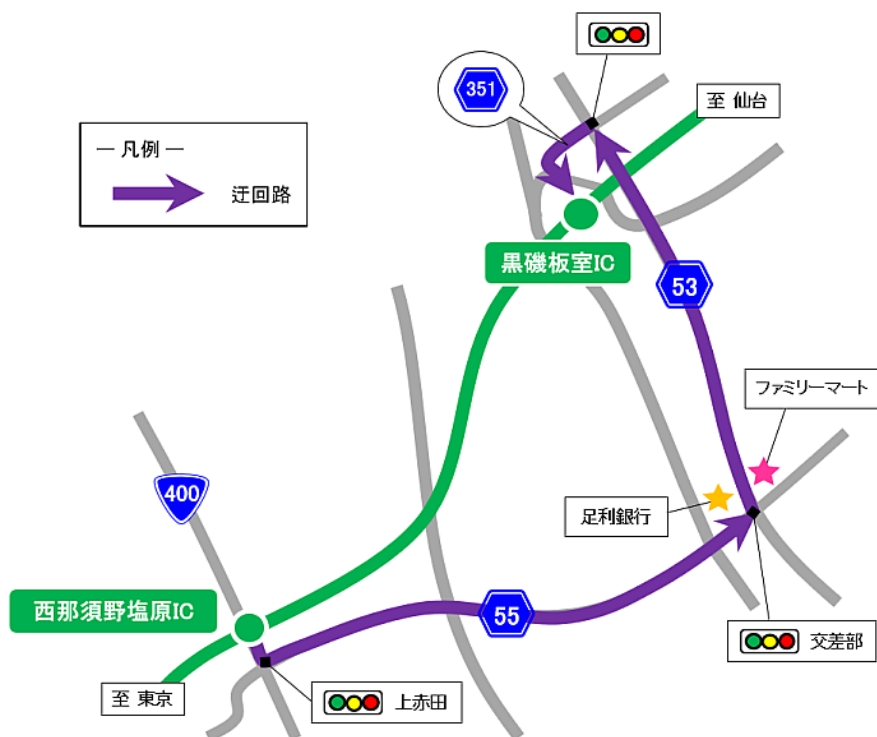 351
至 仙台
― 凡例 ―
迂回路
黒磯板室IC
53
ファミリーマート
400
足利銀行
西那須野塩原IC
55
交差部
至 東京
上赤田